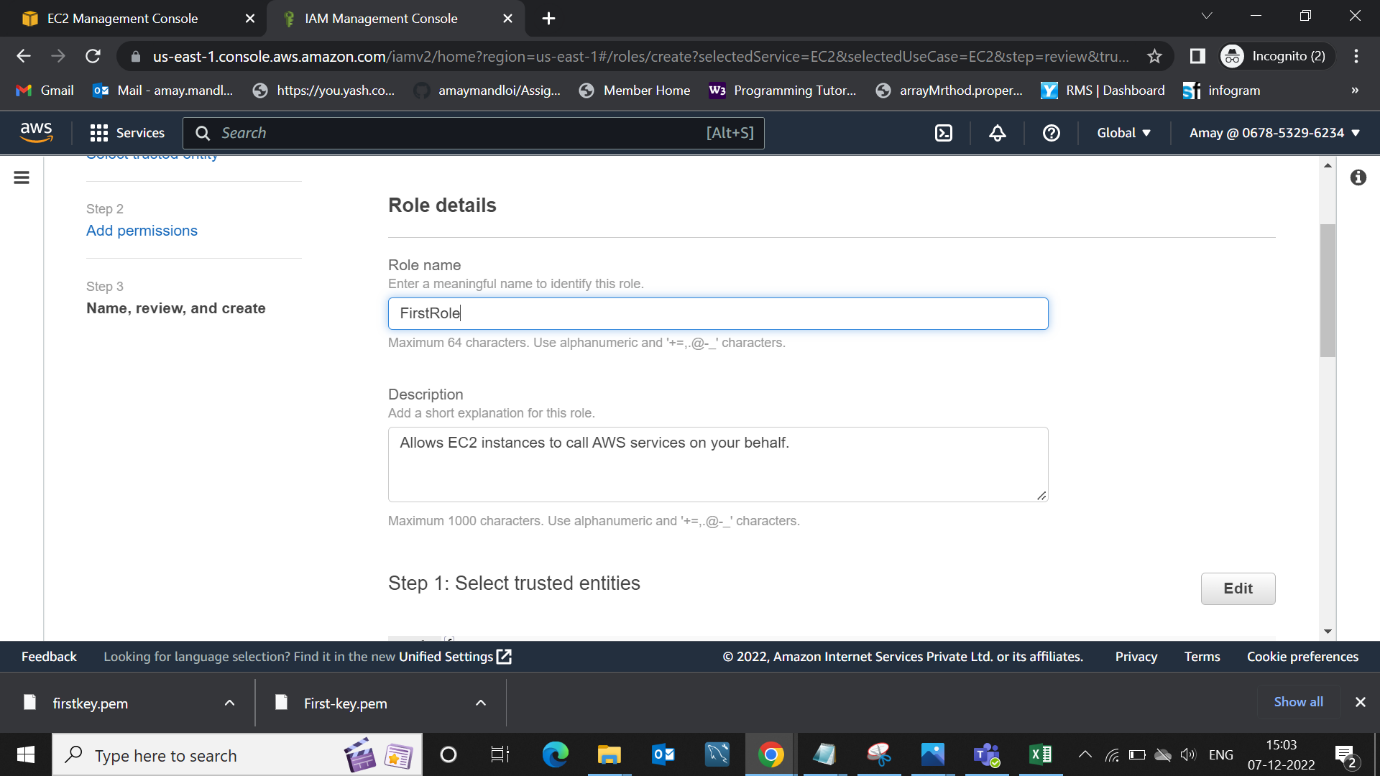 EC2 Management Console
IAM Management Console
us-east-1.console.aws.amazon.com/iamv2/home?region=us-east-1#/roles/create?selectedService=EC2&selectedUseCase=EC2&step=review&tru...
Incognito (2)
Gmail
Mail - amay.mandl...
https://you.yash.co...
amaymandloi/Assig...
Member Home
Programming Tutor...
arrayMrthod.proper...
RMS | Dashboard
infogram
»
aws
Services
Search
[Alt+S]
Global
Amay @ 0678-5329-6234
Select trusted entity
Step 2
Add permissions
Step 3
Name, review, and create
Role details
Role name
Enter a meaningful name to identify this role.
FirstRole
Maximum 64 characters. Use alphanumeric and '+=,.@-_' characters.
Description
Add a short explanation for this role.
Allows EC2 instances to call AWS services on your behalf.
Maximum 1000 characters. Use alphanumeric and '+=,.@-_' characters.
Step 1: Select trusted entities
Edit
Feedback
Looking for language selection? Find it in the new Unified Settings
© 2022, Amazon Internet Services Private Ltd. or its affiliates.
Privacy
Terms
Cookie preferences
firstkey.pem
First-key.pem
Show all
Type here to search
ENG
15:03
07-12-2022
2